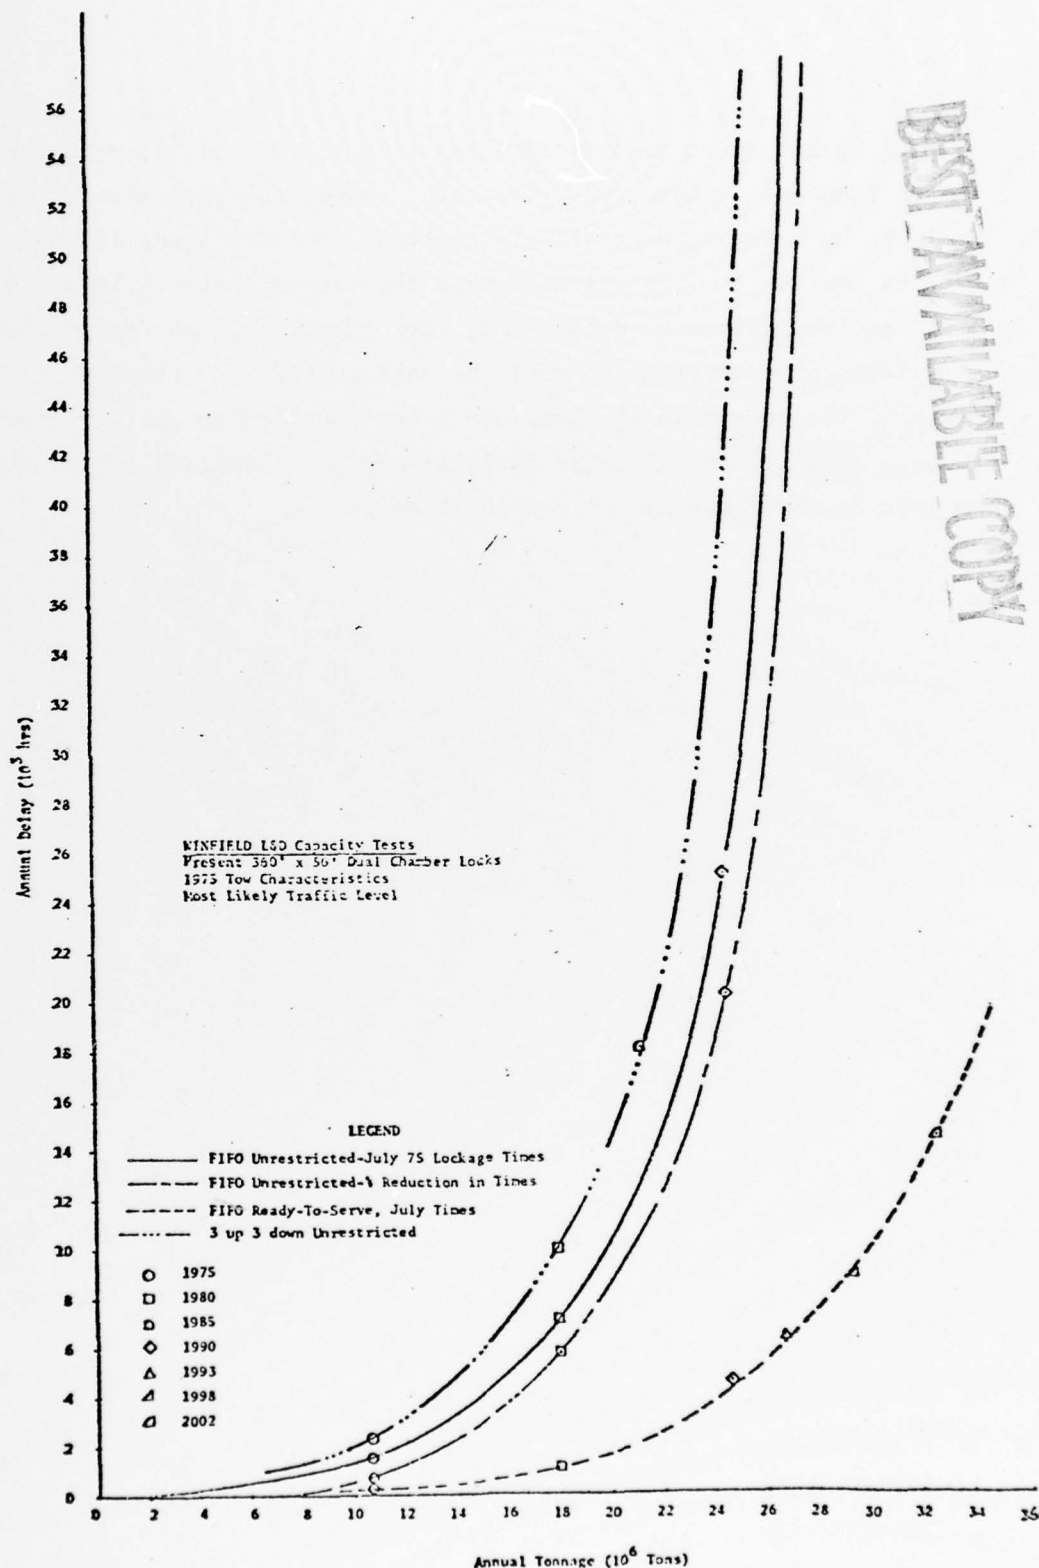 56
54
52
50
48
46
44
42
40
38
36
34
32
30
28
26
24
22
20
18
16
14
12
10
8
6
4
2
0
Annual Delay (10³ hrs)
BEST AVAILABLE COPY
WINFIELD L&D Capacity Tests
Present 360' x 56' Dual Chamber Locks
1975 Tow Characteristics
Most Likely Traffic Level
LEGEND
FIFO Unrestricted-July 75 Lockage Times
FIFO Unrestricted-% Reduction in Times
FIFO Ready-To-Serve, July Times
3 up 3 down Unrestricted
1975
1980
1985
1990
1993
1998
2002
0 2 4 6 8 10 12 14 16 18 20 22 24 26 28 30 32 34 36
Annual Tonnage (10⁶ Tons)